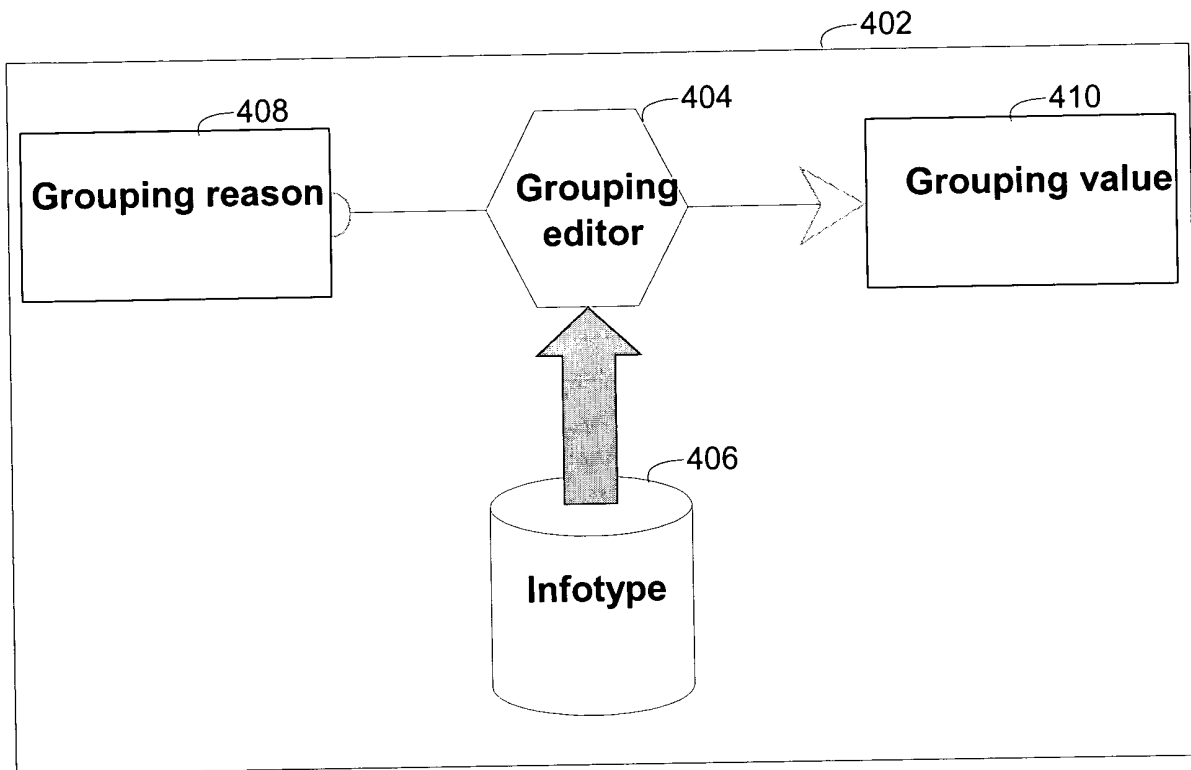 402
408
404
410
Grouping reason
Grouping
editor
Grouping value
406
Infotype